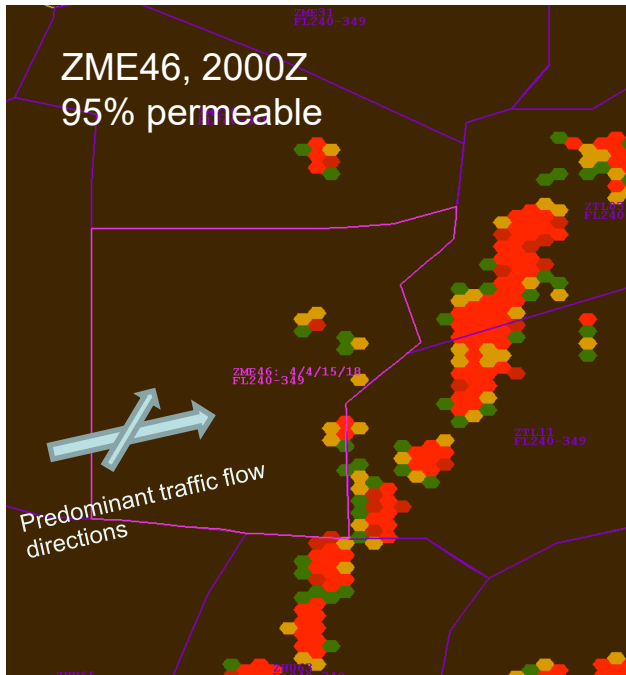 ZME31
FL240-349
ZME46, 2000Z
95% permeable
ZTL03
FL240
ZME46: 4/4/15/18
FL240-349
ZTL11
FL240-349
Predominant traffic flow
directions